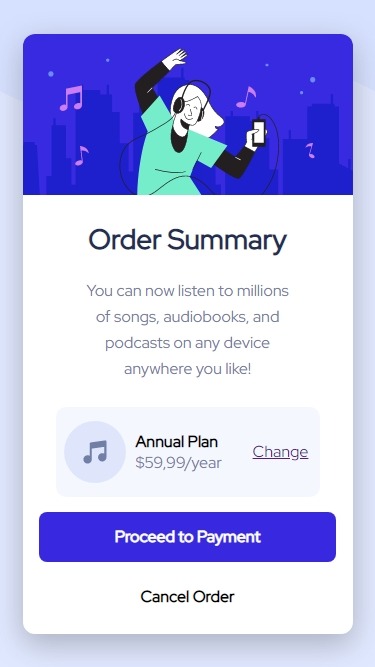 Order Summary
You can now listen to millions
of songs, audiobooks, and
podcasts on any device
anywhere you like!
Annual Plan
$59,99/year
Change
Proceed to Payment
Cancel Order